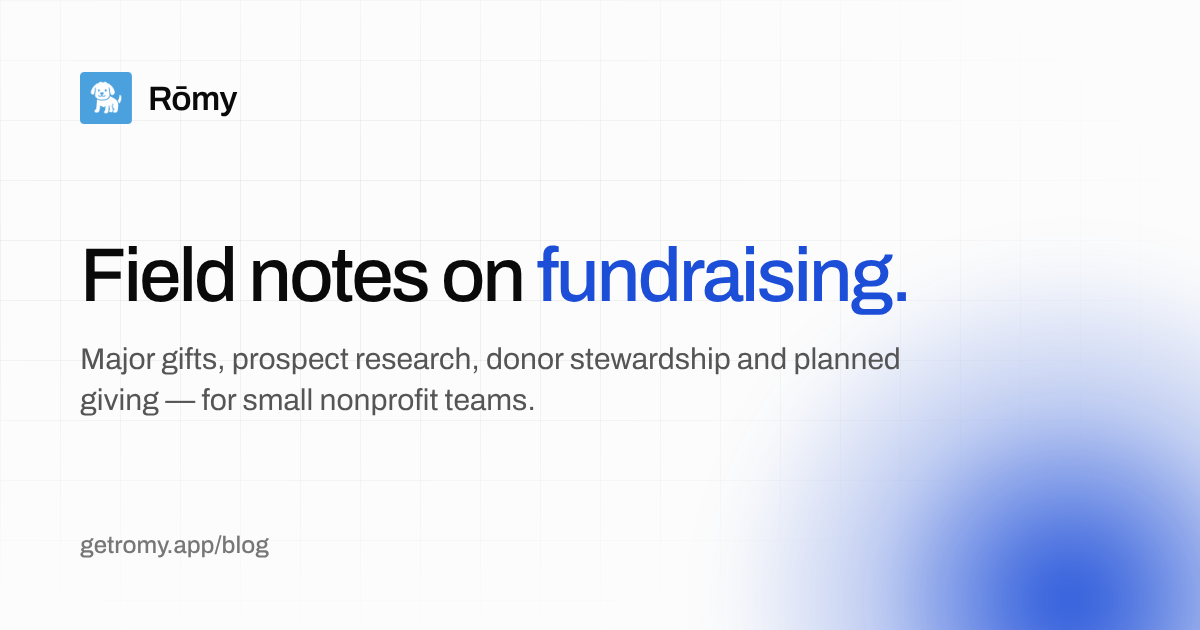 Rōmy
Field notes on fundraising.
Major gifts, prospect research, donor stewardship and planned
giving — for small nonprofit teams.
getromy.app/blog